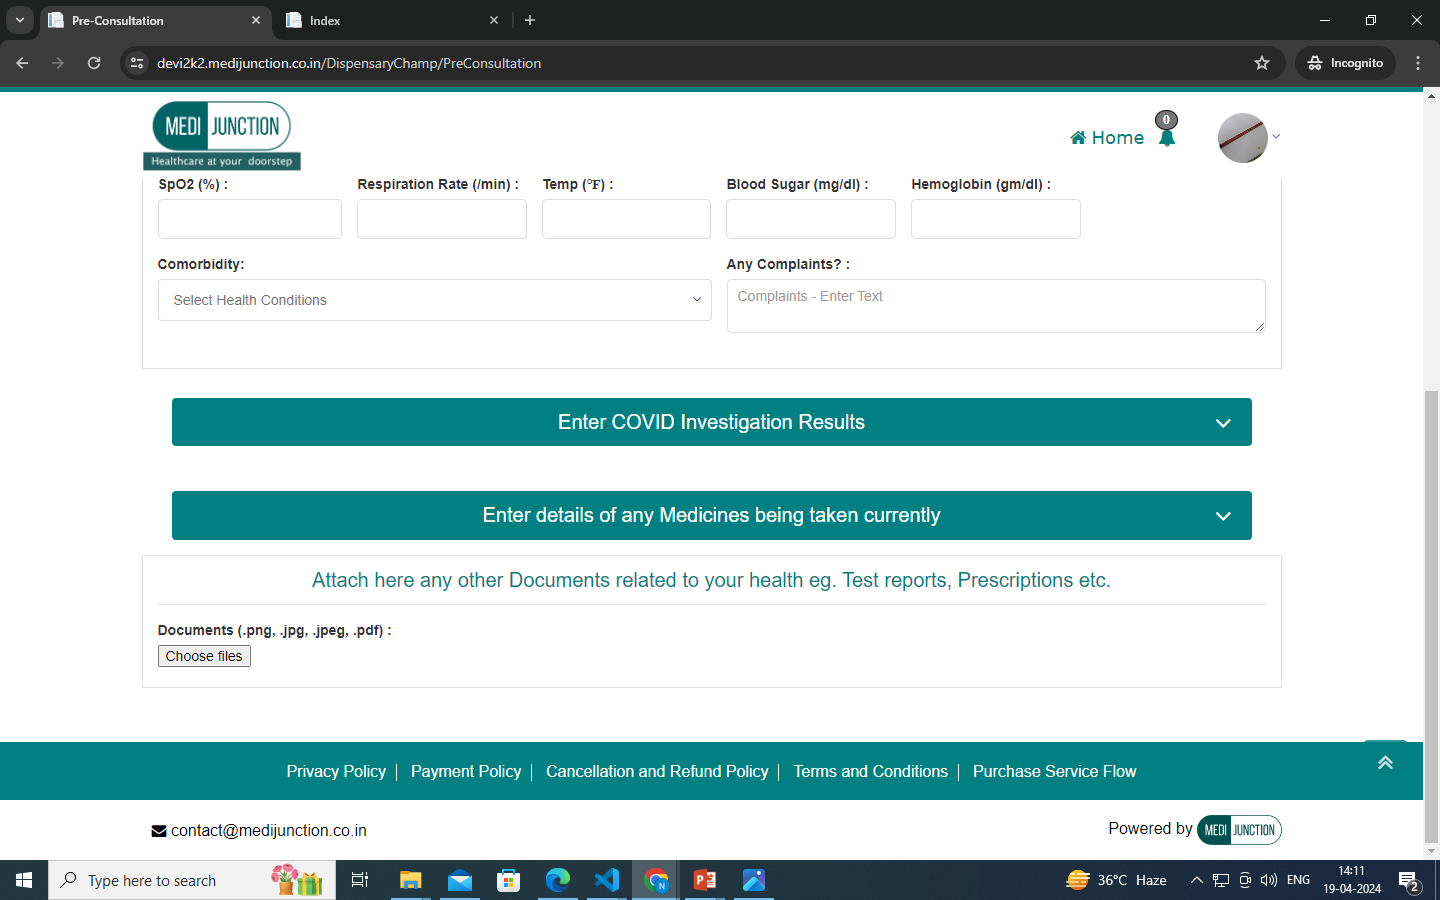 Pre-Consultation
Index
devi2k2.medijunction.co.in/DispensaryChamp/PreConsultation
Incognito
MEDI JUNCTION
Healthcare at your doorstep
Home
0
SpO2 (%) :
Respiration Rate (/min) :
Temp (°F) :
Blood Sugar (mg/dl) :
Hemoglobin (gm/dl) :
Comorbidity:
Any Complaints? :
Select Health Conditions
Complaints - Enter Text
Enter COVID Investigation Results
Enter details of any Medicines being taken currently
Attach here any other Documents related to your health eg. Test reports, Prescriptions etc.
Documents (.png, .jpg, .jpeg, .pdf) :
Choose files
Privacy Policy | Payment Policy | Cancellation and Refund Policy | Terms and Conditions | Purchase Service Flow
contact@medijunction.co.in
Powered by MEDI JUNCTION
Type here to search
N
36°C Haze
ENG
14:11
19-04-2024
2